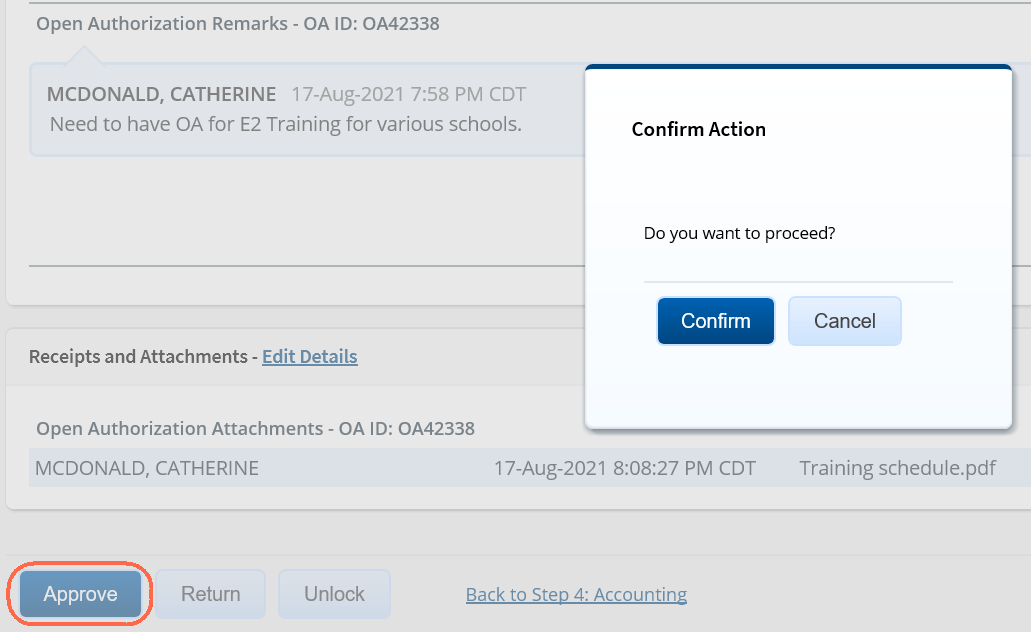 Open Authorization Remarks - OA ID: OA42338
MCDONALD, CATHERINE 17-Aug-2021 7:58 PM CDT
Need to have OA for E2 Training for various schools.
Confirm Action
Do you want to proceed?
Confirm Cancel
Receipts and Attachments - Edit Details
Open Authorization Attachments - OA ID: OA42338
MCDONALD, CATHERINE 17-Aug-2021 8:08:27 PM CDT Training schedule.pdf
Approve Return Unlock Back to Step 4: Accounting